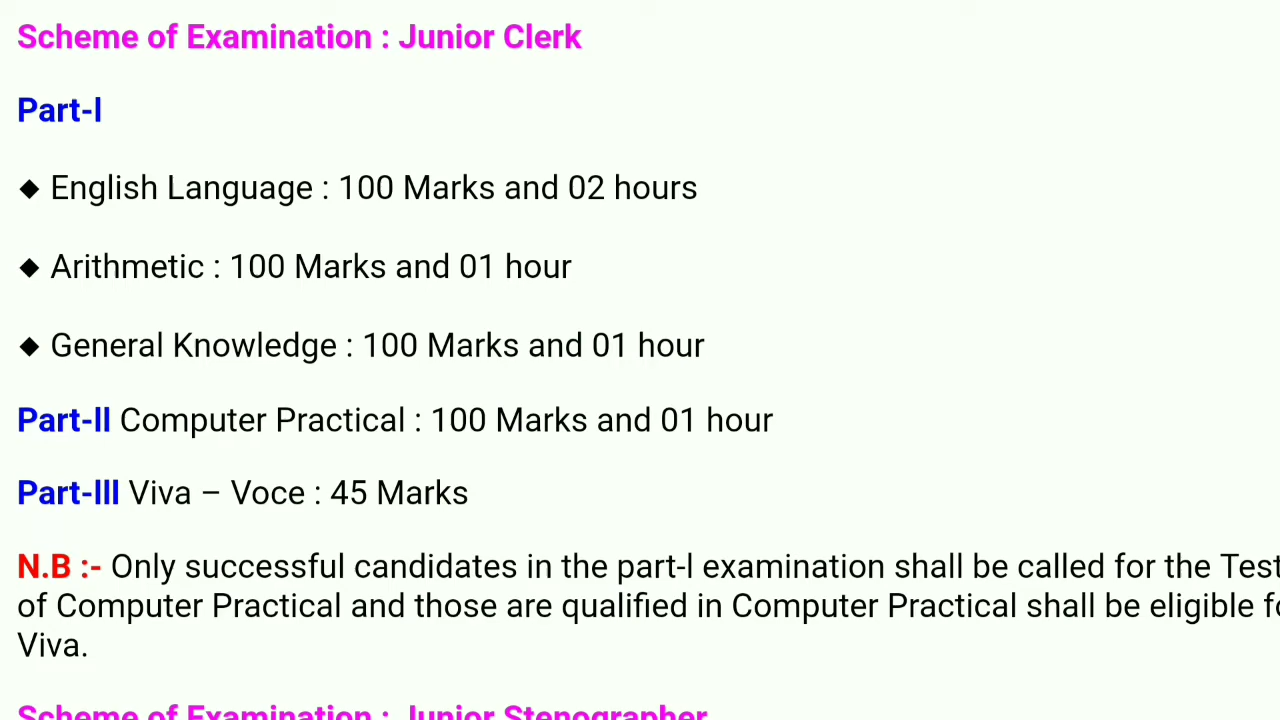 Scheme of Examination : Junior Clerk
Part-l
◆ English Language : 100 Marks and 02 hours
◆ Arithmetic : 100 Marks and 01 hour
◆ General Knowledge : 100 Marks and 01 hour
Part-ll Computer Practical : 100 Marks and 01 hour
Part-lll Viva – Voce : 45 Marks
N.B :- Only successful candidates in the part-l examination shall be called for the Test
of Computer Practical and those are qualified in Computer Practical shall be eligible fo
Viva.
Scheme of Examination : Junior Stenographer